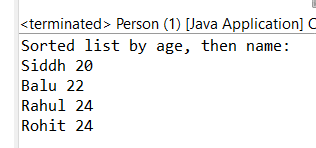 <terminated> Person (1) [Java Application] C
Sorted list by age, then name:
Siddh 20
Balu 22
Rahul 24
Rohit 24